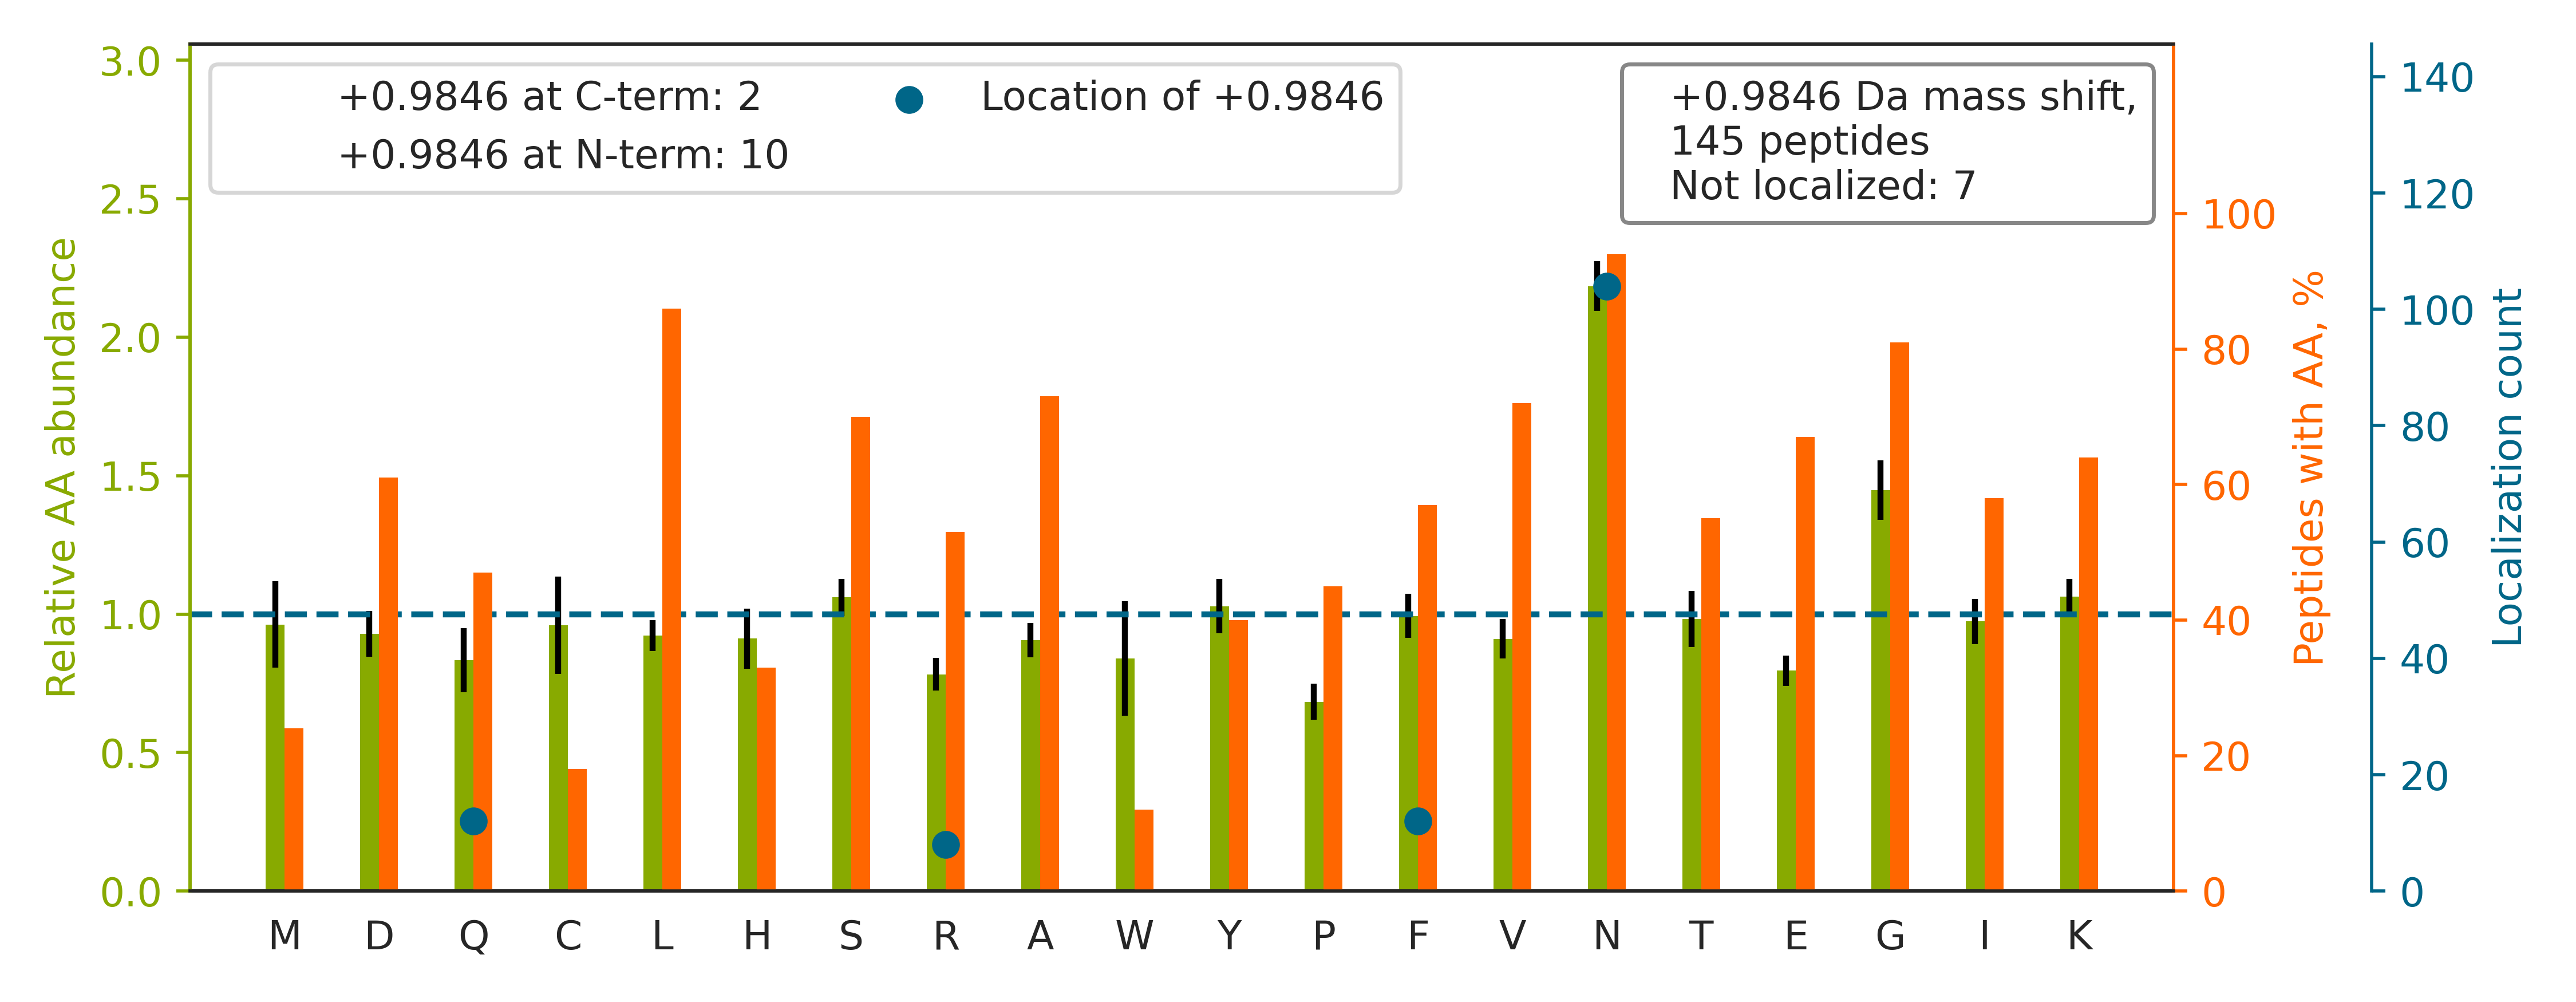 +0.9846 at C-term: 2
+0.9846 at N-term: 10
Location of +0.9846
+0.9846 Da mass shift,
145 peptides
Not localized: 7
Relative AA abundance
3.0
2.5
2.0
1.5
1.0
0.5
0.0
100
80
60
40
20
0
Peptides with AA, %
140
120
100
80
60
40
20
0
Localization count
M D Q C L H S R A W Y P F V N T E G I K